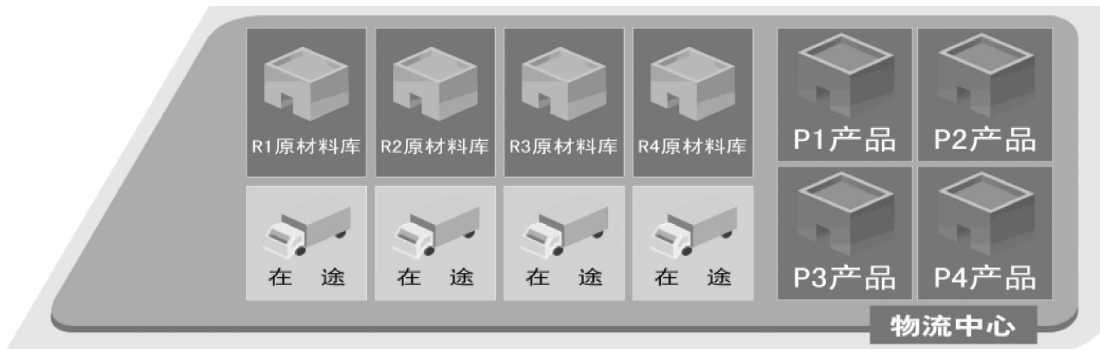 R1原材料库 R2原材料库 R3原材料库 R4原材料库
P1产品 P2产品
在 途 在 途 在 途 在 途
P3产品 P4产品
物流中心